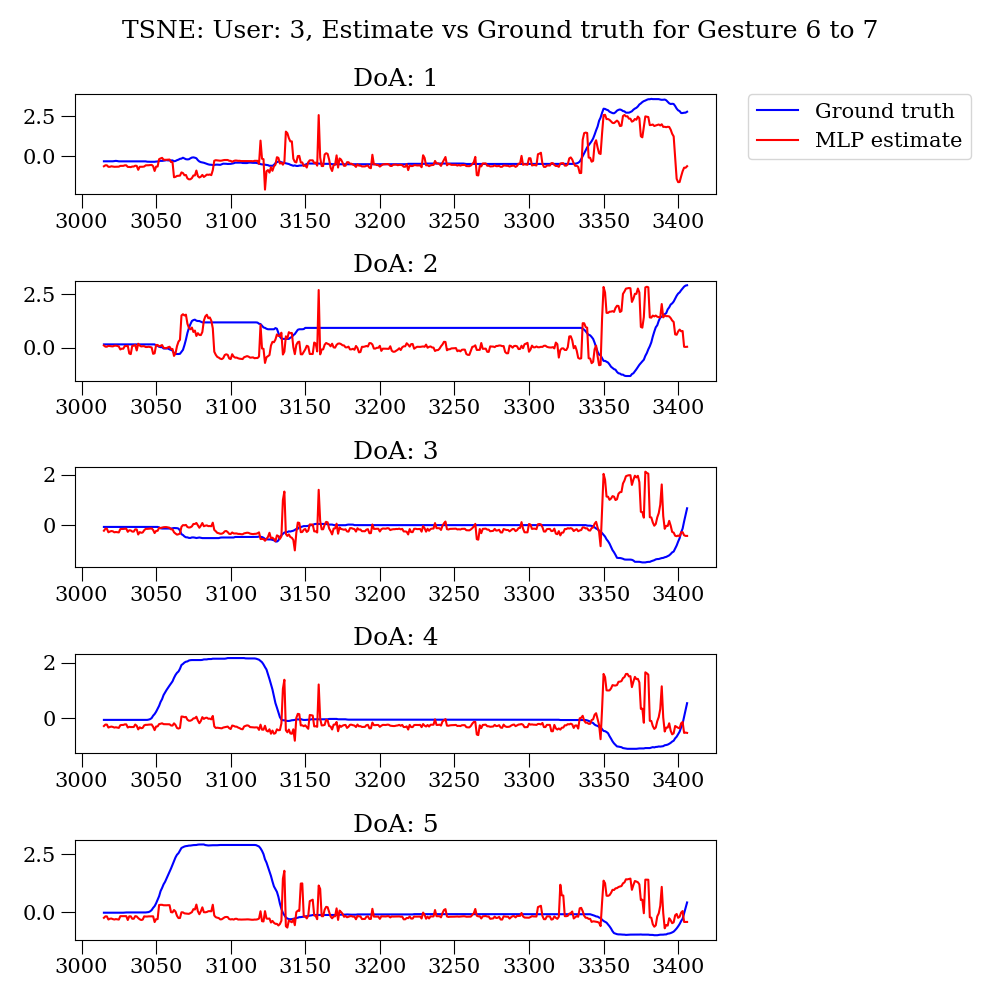 TSNE: User: 3, Estimate vs Ground truth for Gesture 6 to 7
DoA: 1
Ground truth
MLP estimate
2.5
0.0
3000 3050 3100 3150 3200 3250 3300 3350 3400
DoA: 2
2.5
0.0
3000 3050 3100 3150 3200 3250 3300 3350 3400
DoA: 3
2
0
3000 3050 3100 3150 3200 3250 3300 3350 3400
DoA: 4
2
0
3000 3050 3100 3150 3200 3250 3300 3350 3400
DoA: 5
2.5
0.0
3000 3050 3100 3150 3200 3250 3300 3350 3400